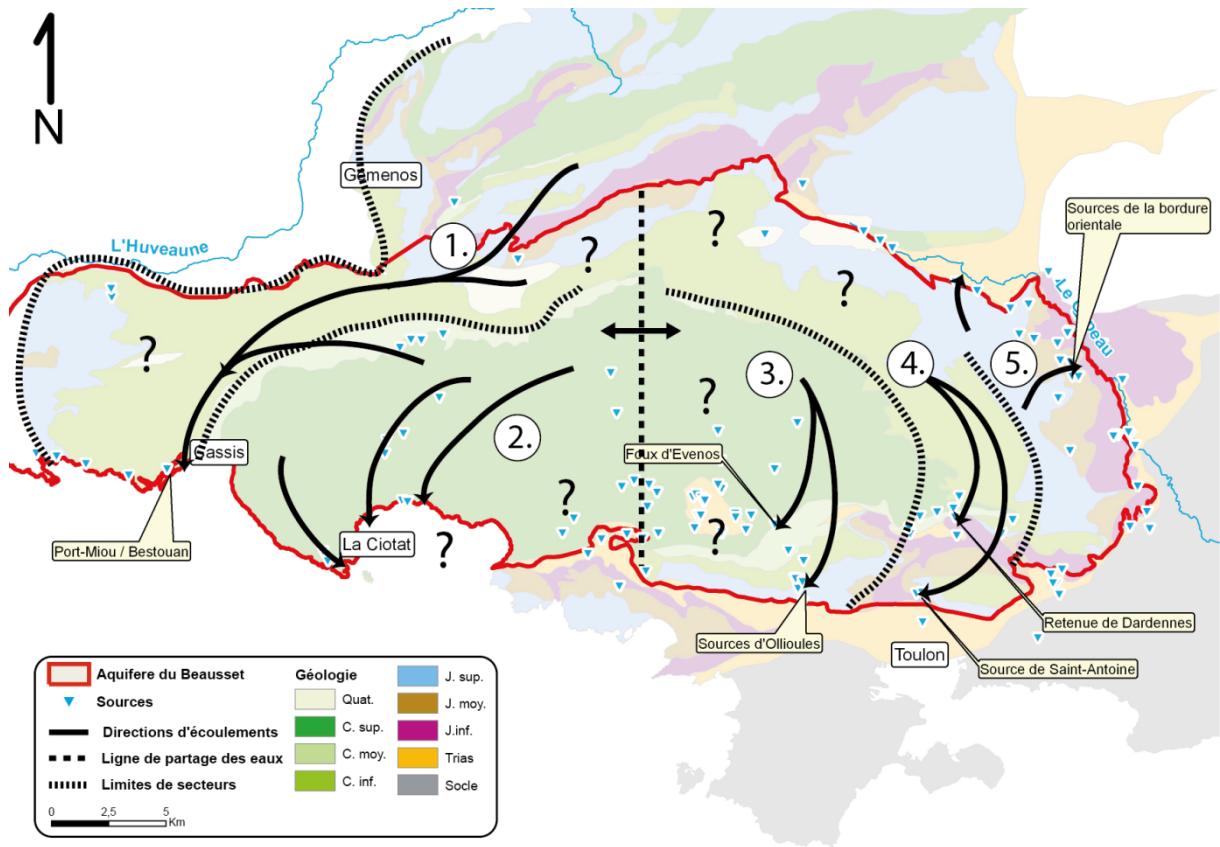 N
Gémenos
L'Huveaune
1.
?
?
?
?
Sources de la bordure
orientale
Le Gapeau
4.
5.
3.
?
2.
Cassis
Foux d'Evenos
?
?
?
La Ciotat
Port-Miou / Bestouan
Retenue de Dardennes
Sources d'Ollioules
Toulon
Source de Saint-Antoine
Aquifere du Beausset
Sources
Directions d'écoulements
Ligne de partage des eaux
Limites de secteurs
0 2,5 5
Km
Géologie
Quat.
C. sup.
C. moy.
C. inf.
J. sup.
J. moy.
J.inf.
Trias
Socle